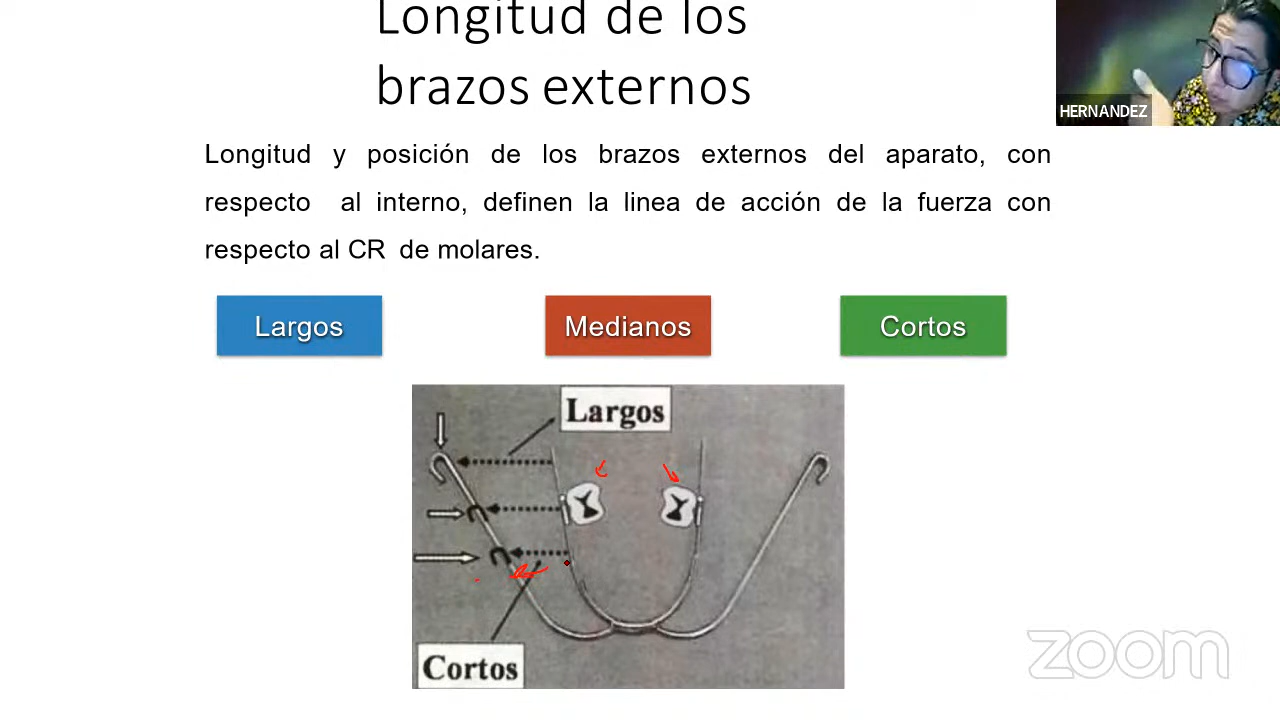 Longitud de los
brazos externos
HERNANDEZ
Longitud y posición de los brazos externos del aparato, con
respecto al interno, definen la linea de acción de la fuerza con
respecto al CR de molares.
Largos
Medianos
Cortos
Largos
Cortos
zoom